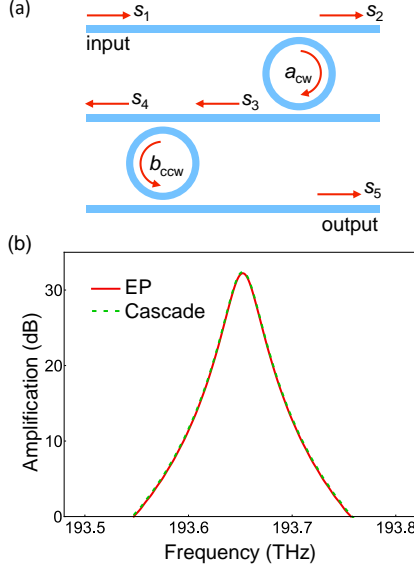 (a)
s1 s2
input
acw
s4 s3
bccw
s5
output
(b)
EP
Cascade
Amplification (dB)
30
20
10
0
193.5 193.6 193.7 193.8
Frequency (THz)